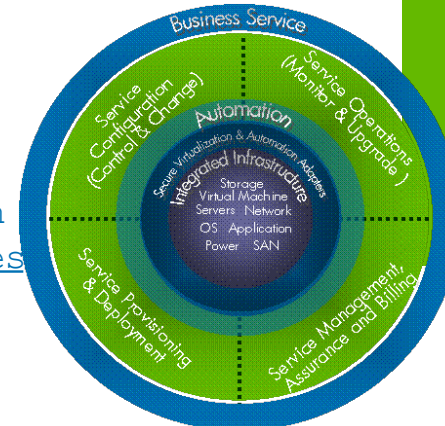 Business Service
Service
Configuration
(Control & Change)
Service Operations
(Monitor & Upgrade )
Automation
Secure Virtualization & Automation Adapters
Integrated Infrastructure
Storage
Virtual Machine
Servers Network
OS Application
Power SAN
Service Provisioning
& Deployment
Service Management,
Assurance and Billing